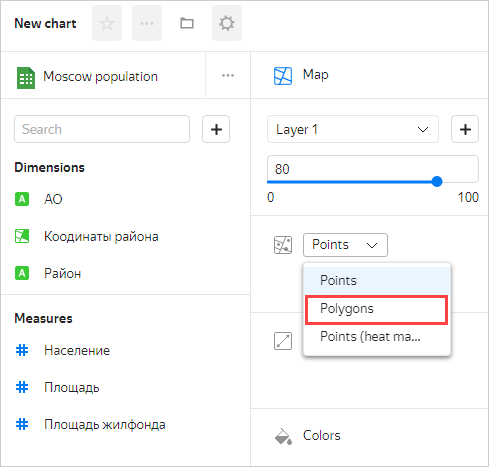 New chart
Moscow population
Search
Dimensions
АО
Коодинаты района
Район
Measures
Население
Площадь
Площадь жилфонда
Map
Layer 1
80
0 100
Points
Points
Polygons
Points (heat ma...
Colors